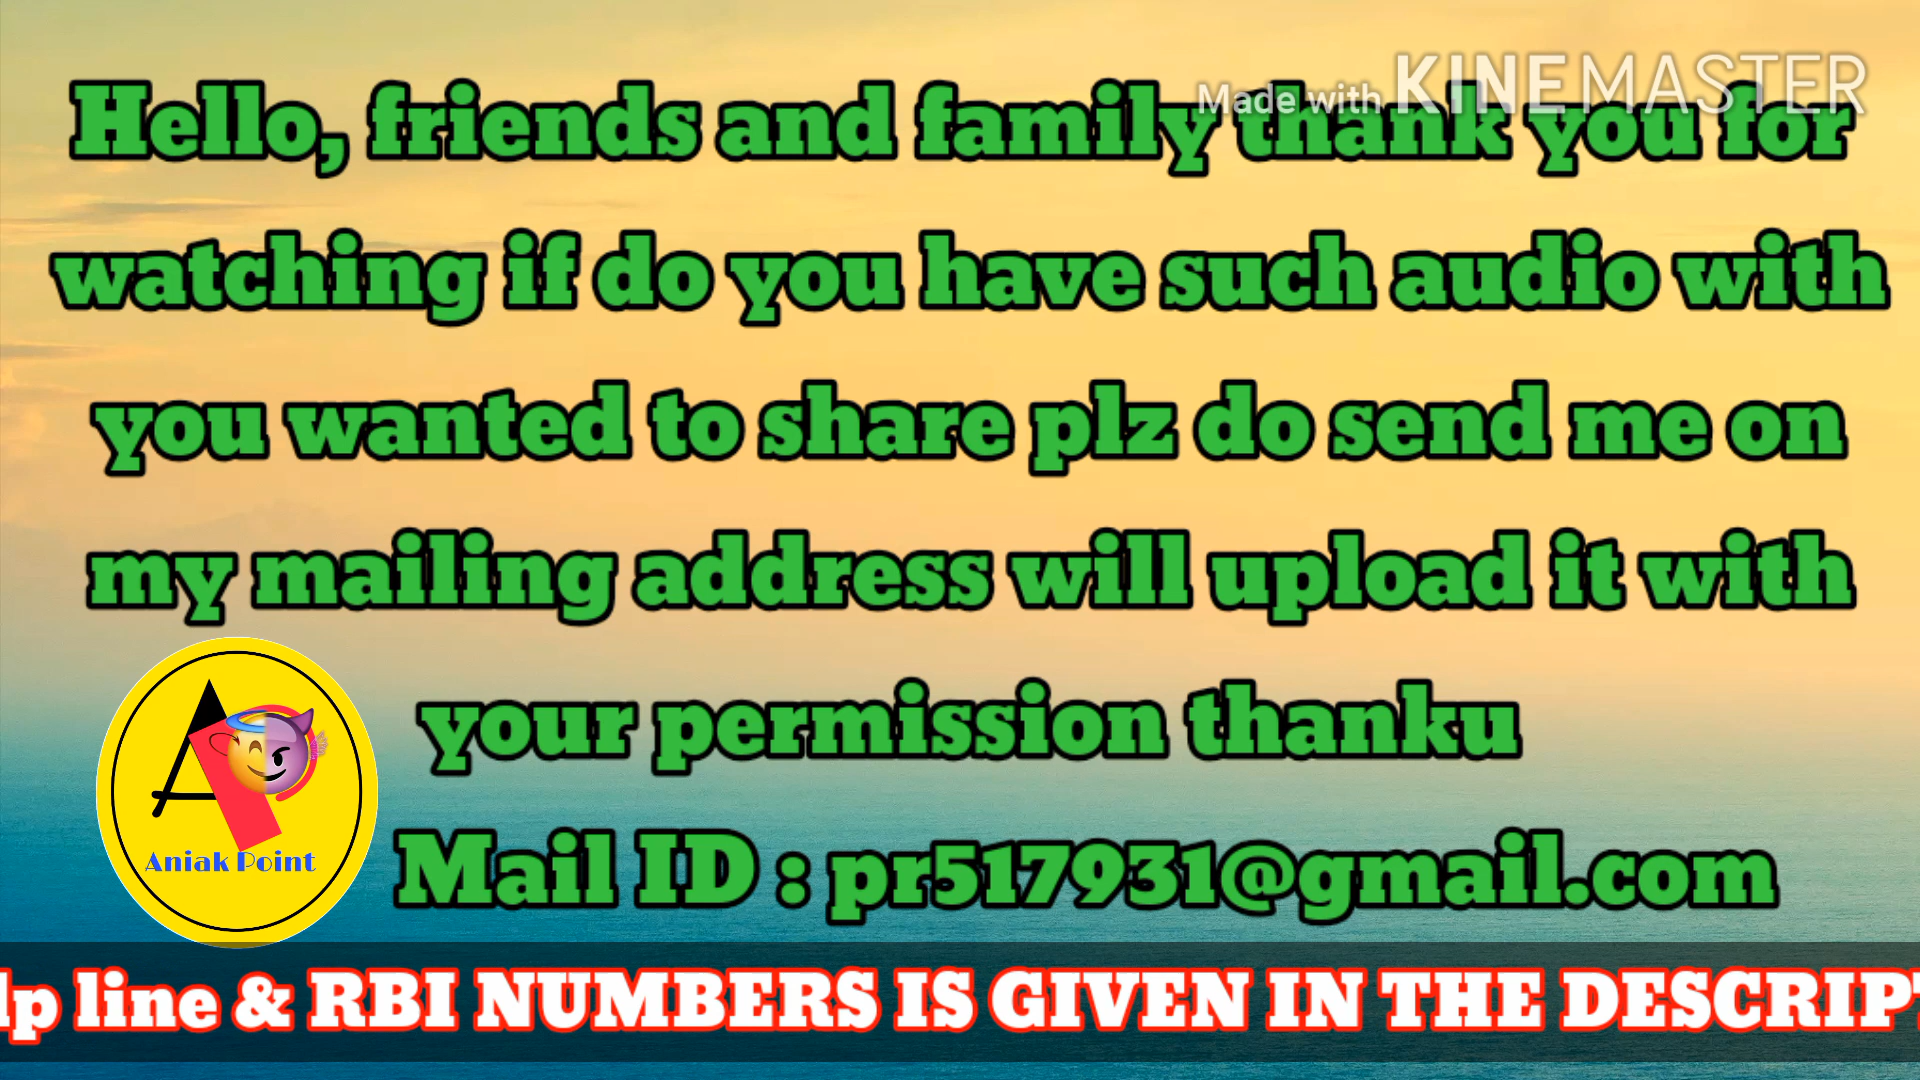 Made with KINEMASTER
Hello, friends and family thank you for
watching if do you have such audio with
you wanted to share plz do send me on
my mailing address will upload it with
your permission thanku
Mail ID : pr517931@gmail.com
Aniak Point
lp line & RBI NUMBERS IS GIVEN IN THE DESCRIPT